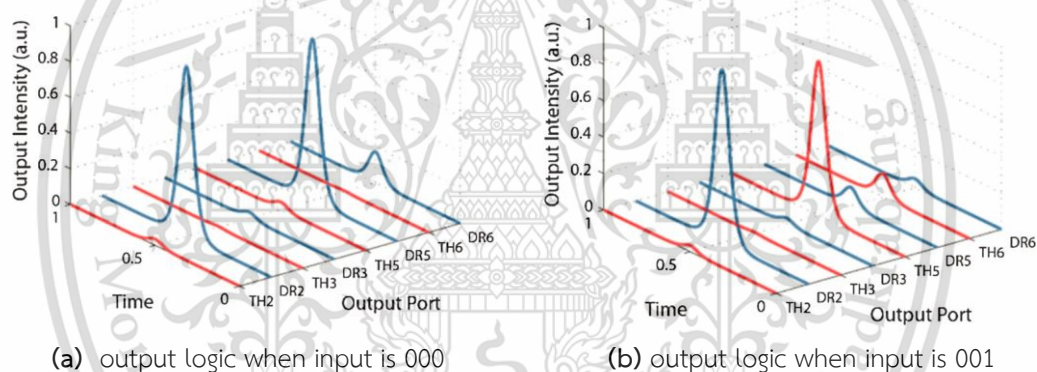 Output Intensity (a.u.)
1
0.8
0.6
0.4
0.2
0
1
0.5
0
Time
TH2
DR2
TH3
DR3
TH5
DR5
TH6
DR6
Output Port
(a) output logic when input is 000
Output Intensity (a.u.)
1
0.8
0.6
0.4
0.2
0
1
0.5
0
Time
TH2
DR2
TH3
DR3
TH5
DR5
TH6
DR6
Output Port
(b) output logic when input is 001